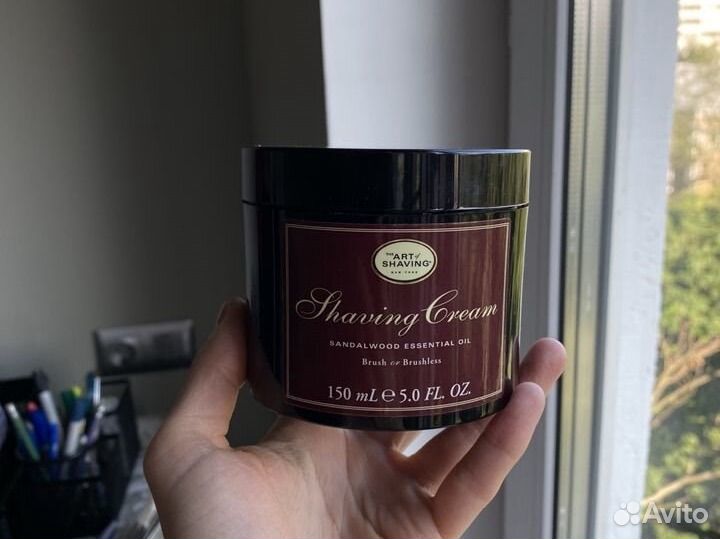 THE
ART of
SHAVING®
NEW YORK
Shaving Cream
SANDALWOOD ESSENTIAL OIL
Brush or Brushless
150 mL ℮ 5.0 FL. OZ.
Avito